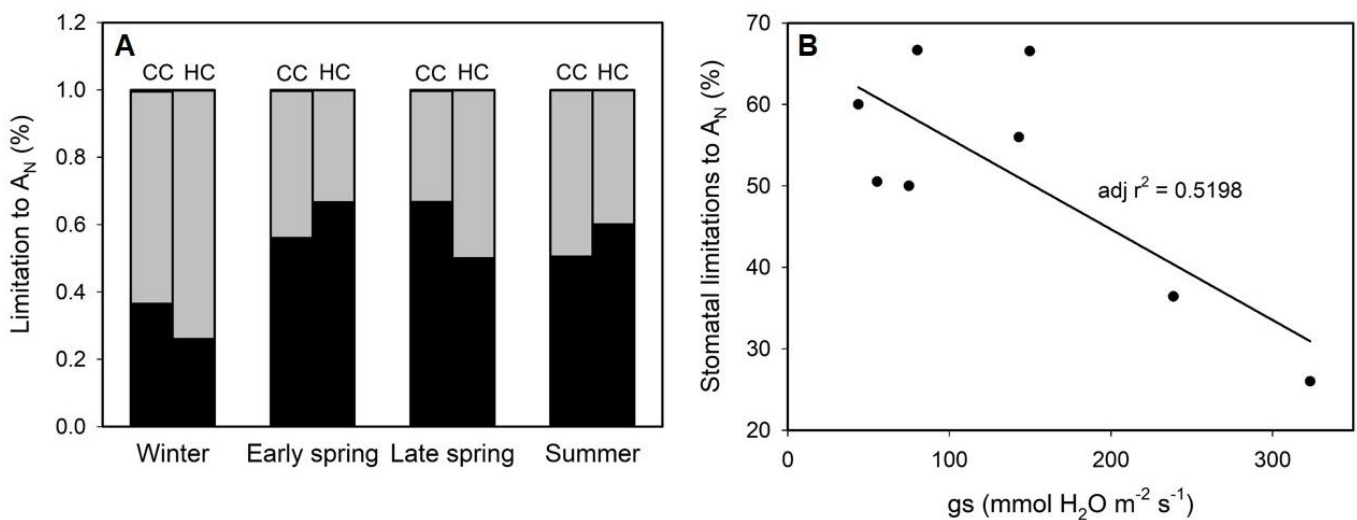 A
Limitation to A_N (%)
1.2
1.0
0.8
0.6
0.4
0.2
0.0
CC HC
CC HC
CC HC
CC HC
Winter
Early spring
Late spring
Summer
B
Stomatal limitations to A_N (%)
70
60
50
40
30
20
adj r² = 0.5198
0
100
200
300
gs (mmol H₂O m⁻² s⁻¹)